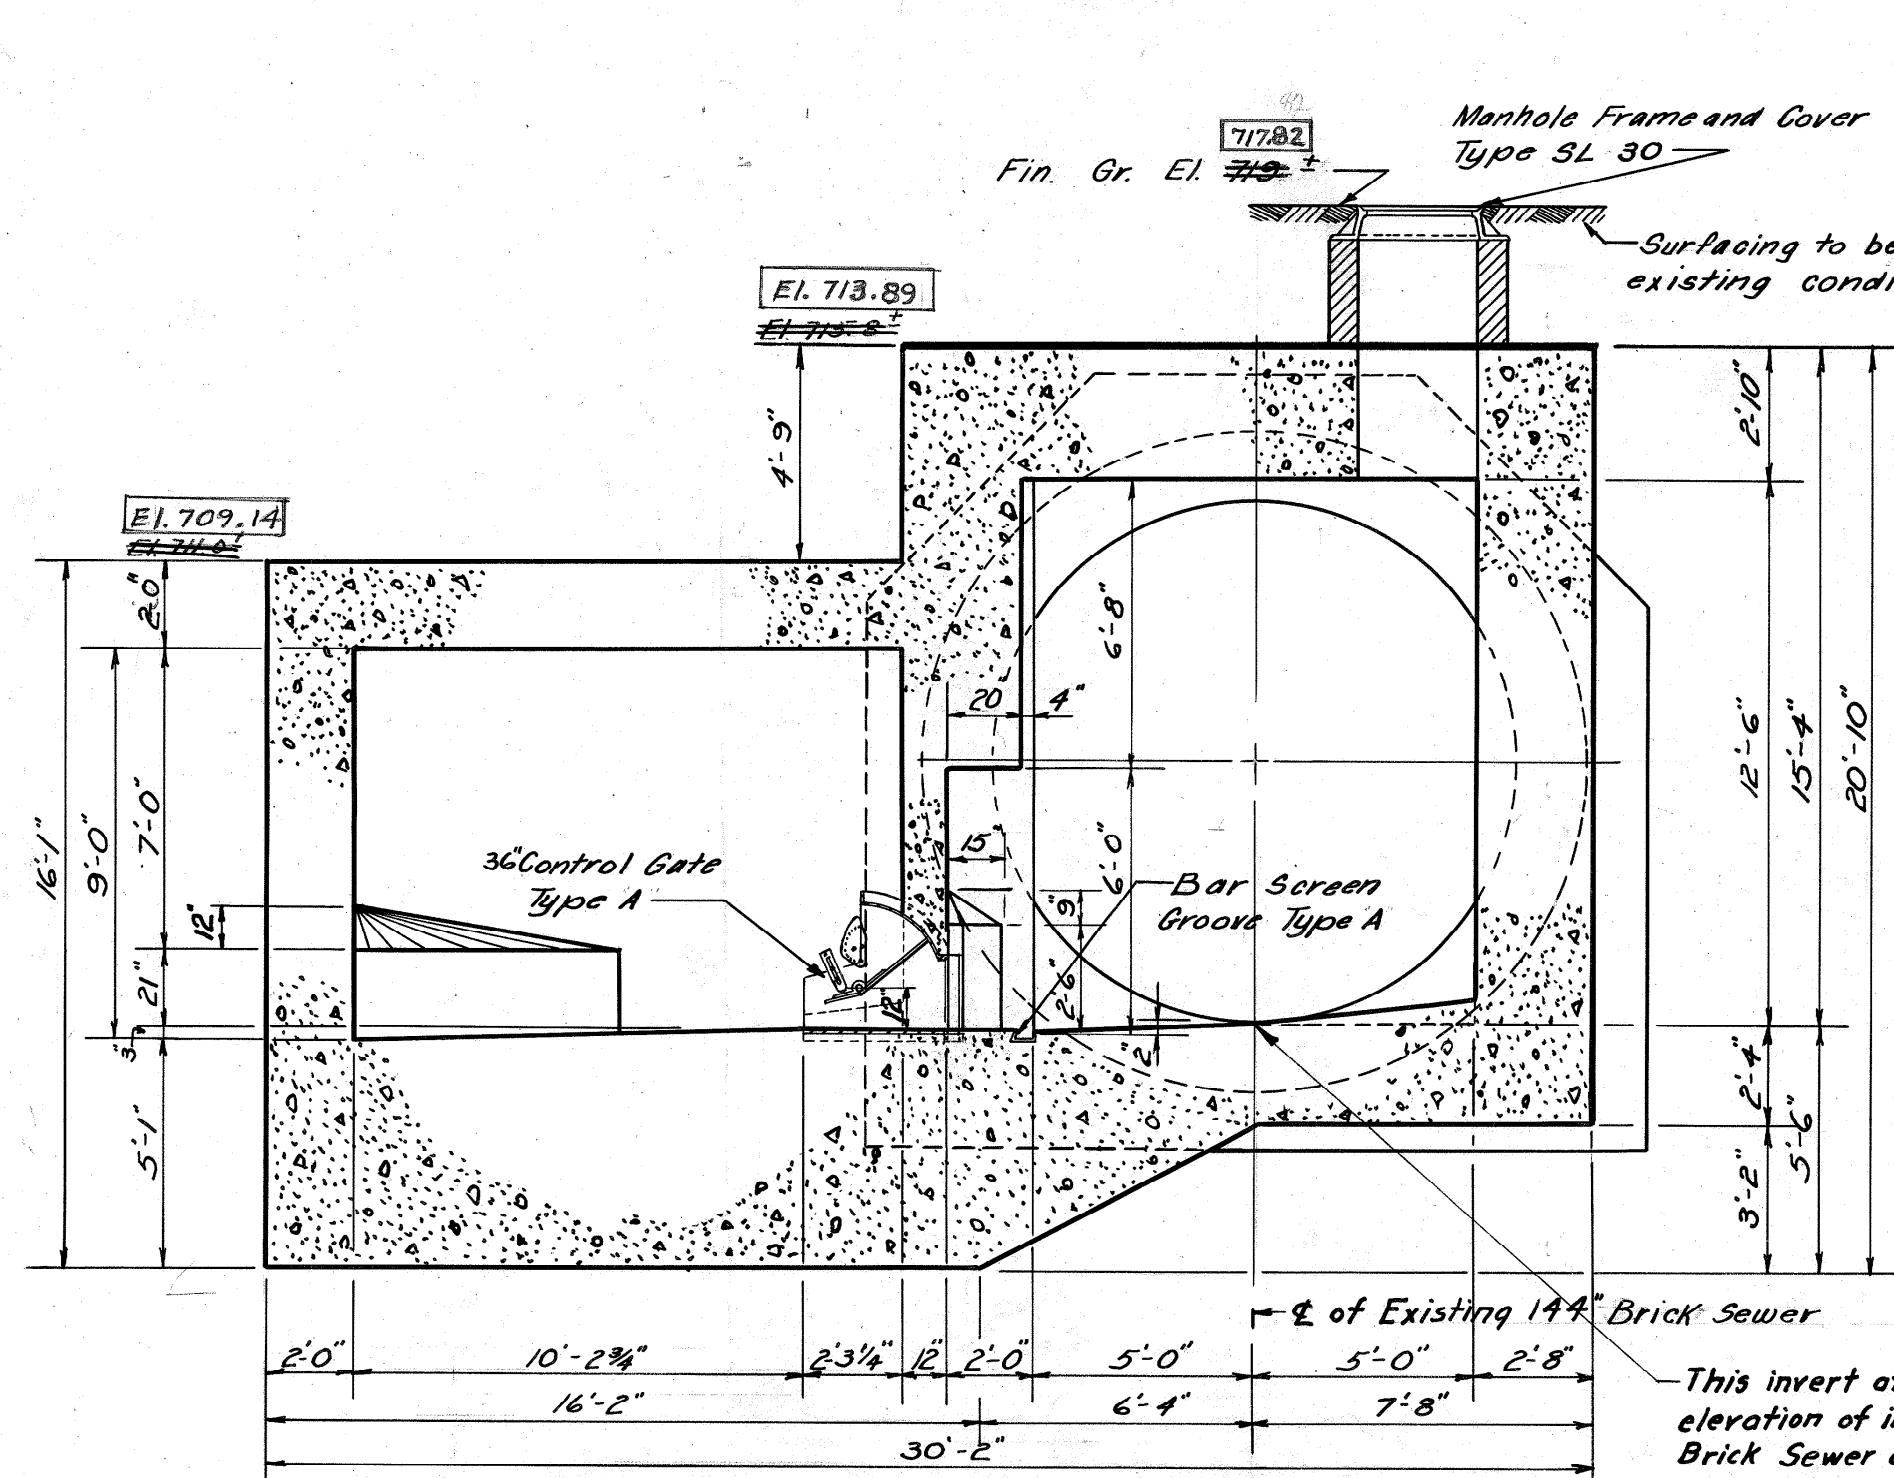 717.82
Fin. Gr. El. 719 ±
Manhole Frame and Cover
Type SL 30
Surfacing to be
existing condi
El. 713.89
El. 715.8 ±
4'-9"
El. 709.14
El. 711.0 ±
2'-0"
16'-1"
9'-0"
7'-0"
12"
21"
3"
5'-1"
36" Control Gate
Type A
12"
20"
4"
15"
6'-8"
6'-0"
9"
2'-6"
2"
Bar Screen
Groove Type A
2'-10"
12'-6"
15'-4"
20'-10"
2'-4"
5'-6"
3'-2"
℄ of Existing 144" Brick Sewer
2'-0" 10'-2¾" 2'-3¼" 12" 2'-0" 5'-0" 5'-0" 2'-8"
16'-2" 6'-4" 7'-8"
30'-2"
This invert a
elevation of i
Brick Sewer